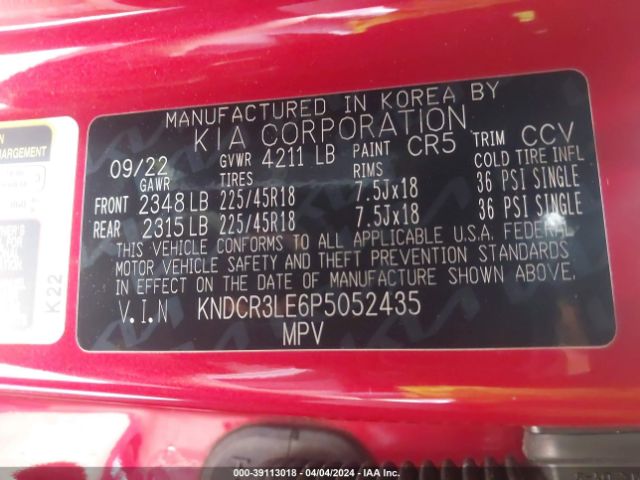 MANUFACTURED IN KOREA BY
KIA CORPORATION
09/22 GVWR 4211 LB PAINT CR5 TRIM CCV
GAWR TIRES RIMS COLD TIRE INFL
FRONT 2348 LB 225/45R18 7.5Jx18 36 PSI SINGLE
REAR 2315 LB 225/45R18 7.5Jx18 36 PSI SINGLE
THIS VEHICLE CONFORMS TO ALL APPLICABLE U.S.A. FEDERAL
MOTOR VEHICLE SAFETY AND THEFT PREVENTION STANDARDS
IN EFFECT ON THE DATE OF MANUFACTURE SHOWN ABOVE.
V.I.N KNDCR3LE6P5052435
MPV
K22
000-39113018 - 04/04/2024 - IAA Inc.